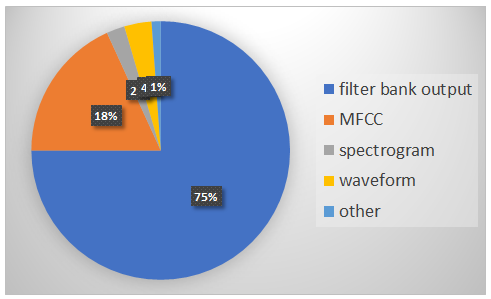 2
4
1%
18%
75%
filter bank output
MFCC
spectrogram
waveform
other